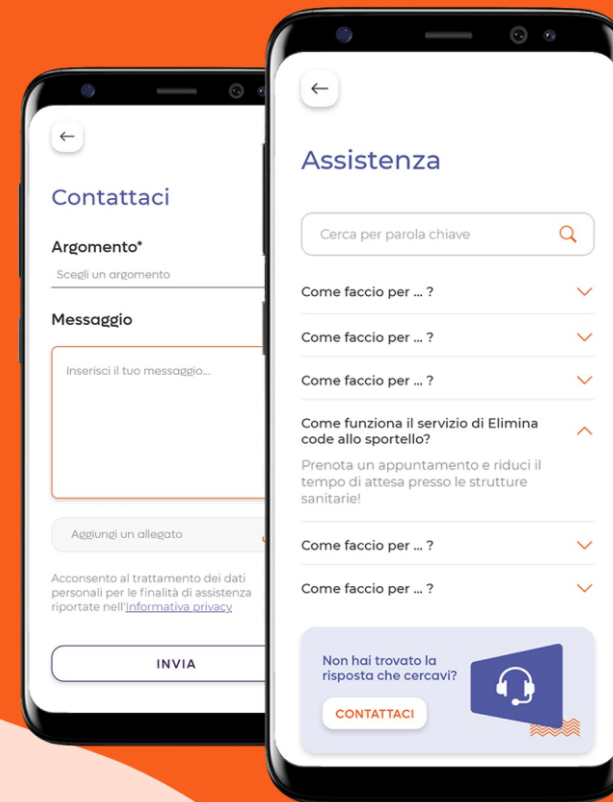 Contattaci
Argomento*
Scegli un argomento
Messaggio
Inserisci il tuo messaggio...
Aggiungi un allegato
Acconsento al trattamento dei dati
personali per le finalità di assistenza
riportate nell'Informativa privacy
INVIA
Assistenza
Cerca per parola chiave
Come faccio per ... ?
Come faccio per ... ?
Come faccio per ... ?
Come funziona il servizio di Elimina
code allo sportello?
Prenota un appuntamento e riduci il
tempo di attesa presso le strutture
sanitarie!
Come faccio per ... ?
Come faccio per ... ?
Non hai trovato la
risposta che cercavi?
CONTATTACI